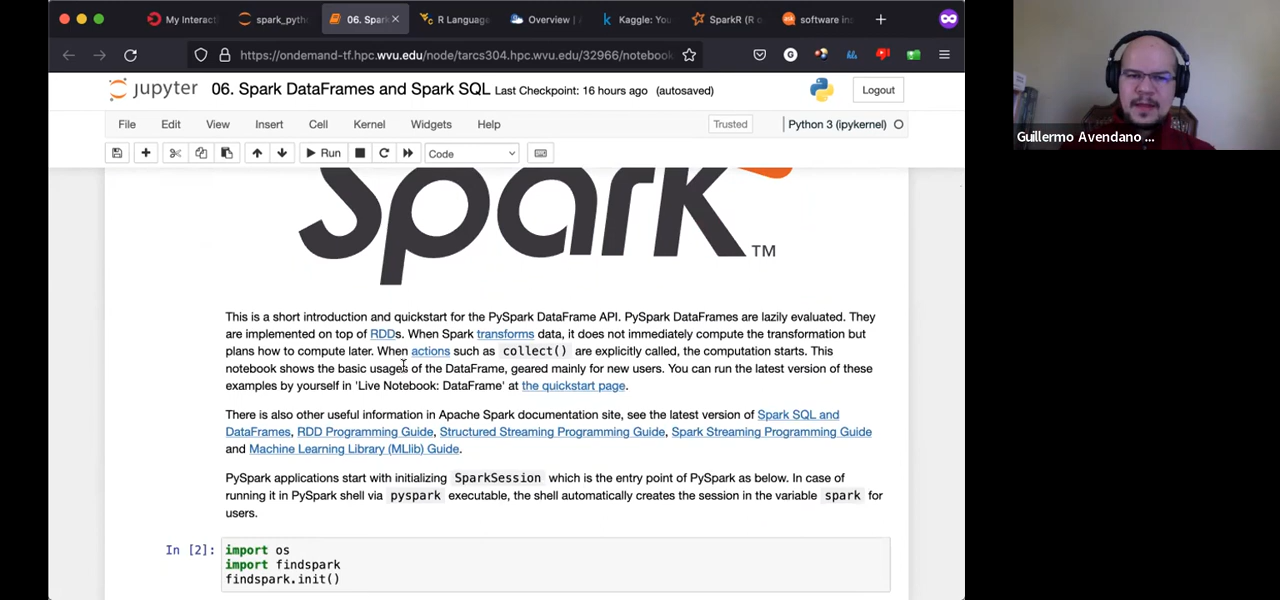 My Interact
spark_pytho
06. Spar
R Language
Overview |
Kaggle: You
SparkR (R o
software ins
https://ondemand-tf.hpc.wvu.edu/node/tarcs304.hpc.wvu.edu/32966/notebook
jupyter 06. Spark DataFrames and Spark SQL Last Checkpoint: 16 hours ago (autosaved)
Logout
File Edit View Insert Cell Kernel Widgets Help
Trusted
Python 3 (ipykernel)
Run
Code
Spark TM
This is a short introduction and quickstart for the PySpark DataFrame API. PySpark DataFrames are lazily evaluated. They
are implemented on top of RDDs. When Spark transforms data, it does not immediately compute the transformation but
plans how to compute later. When actions such as collect() are explicitly called, the computation starts. This
notebook shows the basic usages of the DataFrame, geared mainly for new users. You can run the latest version of these
examples by yourself in 'Live Notebook: DataFrame' at the quickstart page.
There is also other useful information in Apache Spark documentation site, see the latest version of Spark SQL and
DataFrames, RDD Programming Guide, Structured Streaming Programming Guide, Spark Streaming Programming Guide
and Machine Learning Library (MLlib) Guide.
PySpark applications start with initializing SparkSession which is the entry point of PySpark as below. In case of
running it in PySpark shell via pyspark executable, the shell automatically creates the session in the variable spark for
users.
In [2]: import os
import findspark
findspark.init()
Guillermo Avendano ...